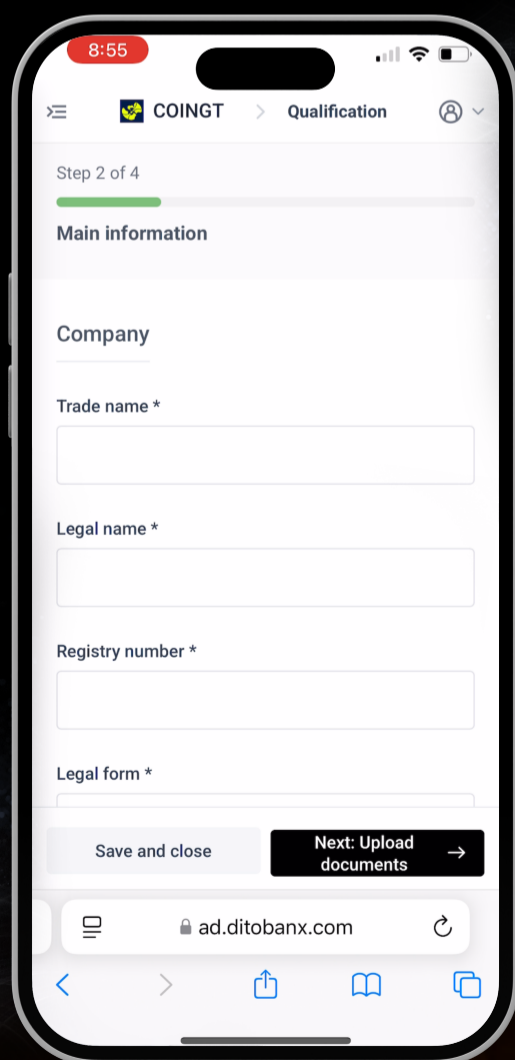 8:55
COINGT > Qualification
Step 2 of 4
Main information
Company
Trade name *
Legal name *
Registry number *
Legal form *
Save and close
Next: Upload
documents
ad.ditobanx.com